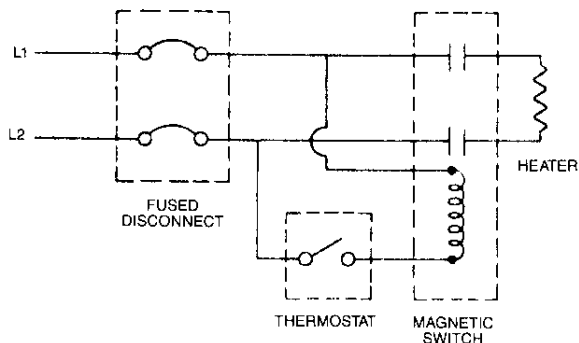 L1
L2
HEATER
FUSED
DISCONNECT
THERMOSTAT
MAGNETIC
SWITCH